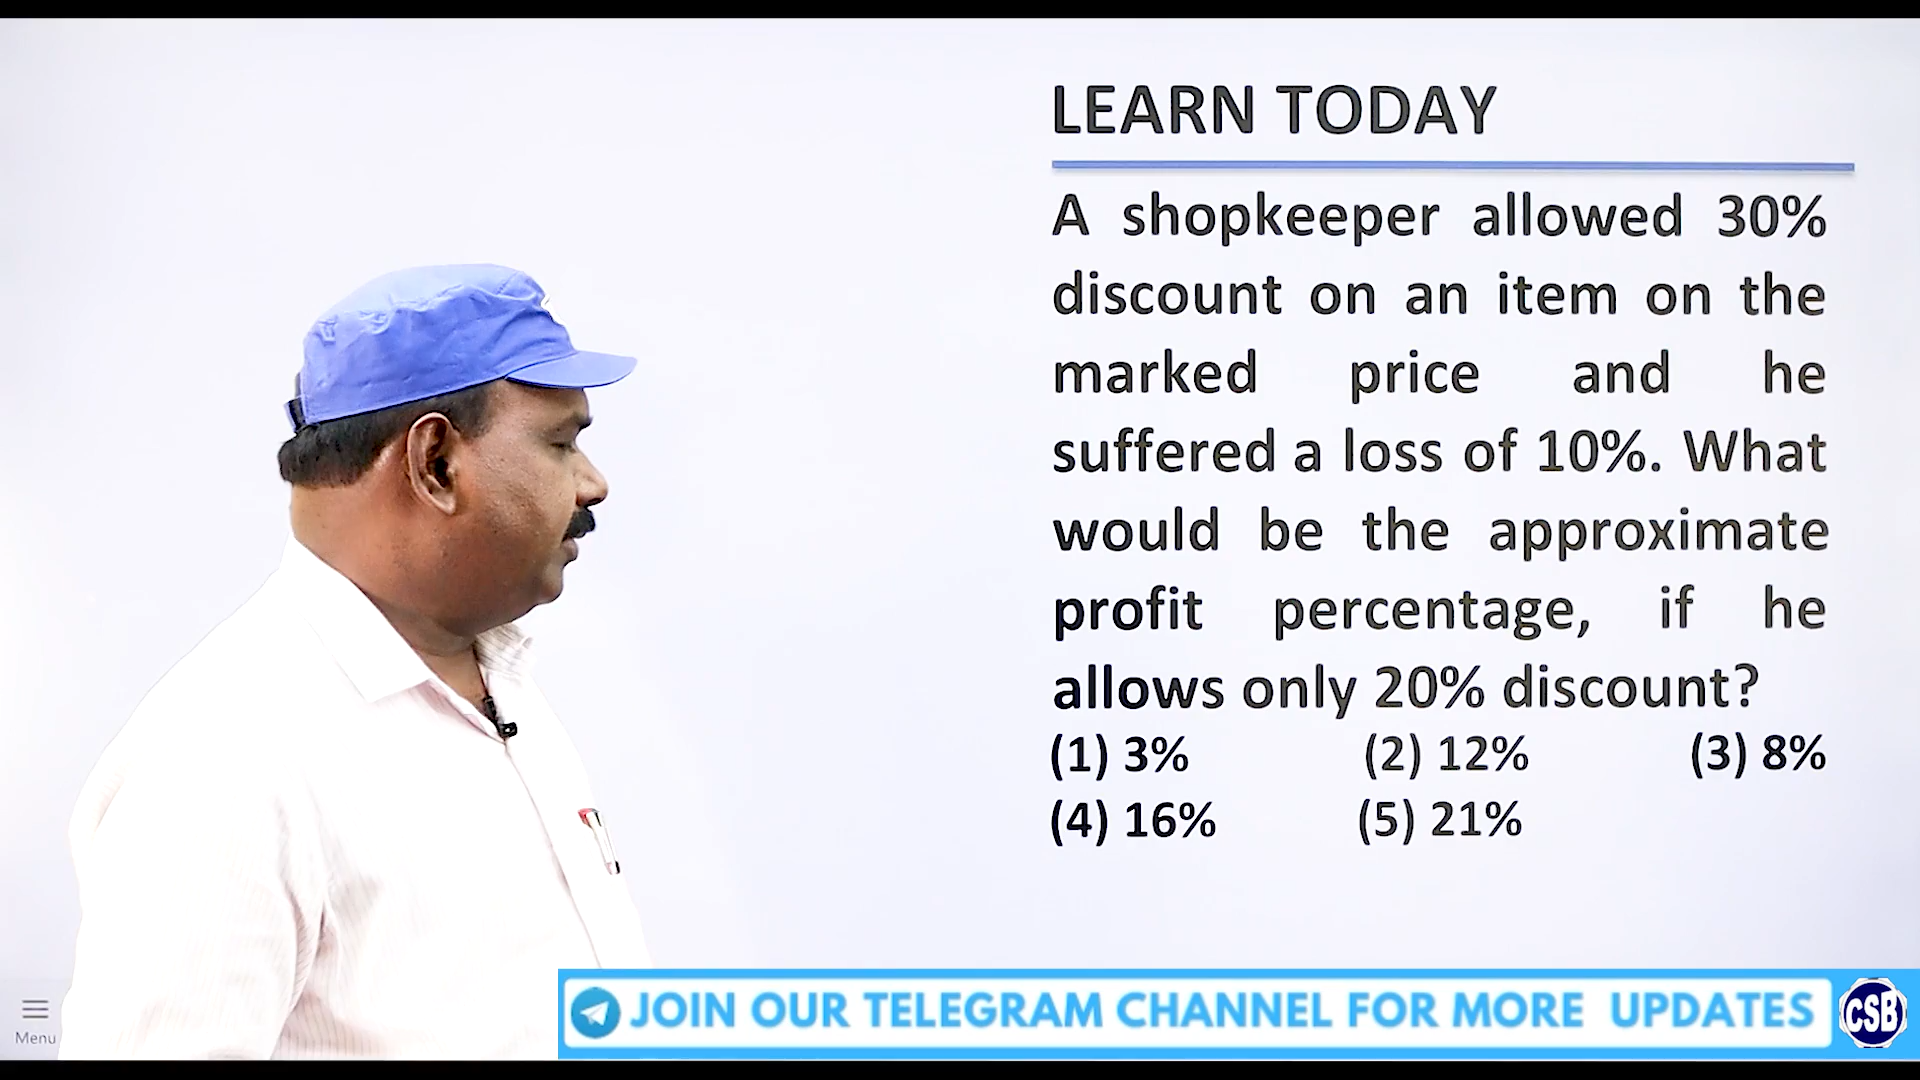 LEARN TODAY
A shopkeeper allowed 30%
discount on an item on the
marked price and he
suffered a loss of 10%. What
would be the approximate
profit percentage, if he
allows only 20% discount?
(1) 3% (2) 12% (3) 8%
(4) 16% (5) 21%
Menu
JOIN OUR TELEGRAM CHANNEL FOR MORE UPDATES
CSB